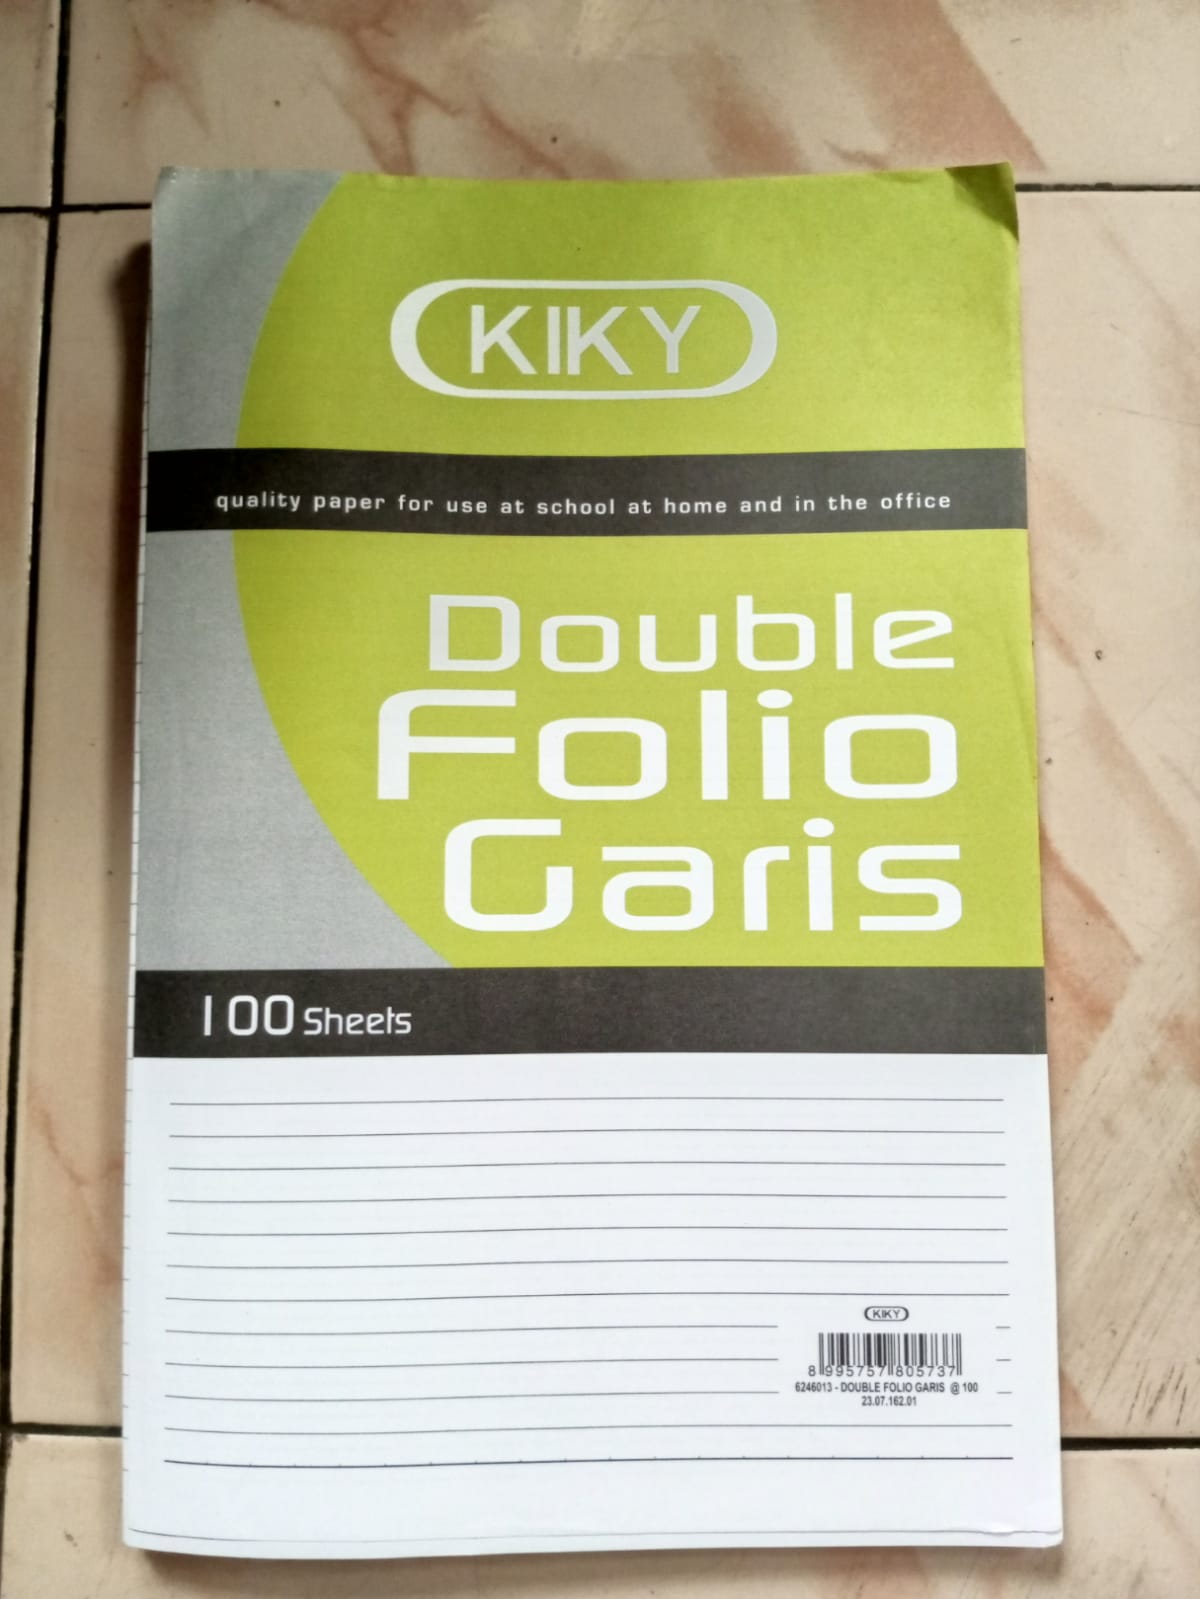 KIKY
quality paper for use at school at home and in the office
Double
Folio
Garis
100 Sheets
KIKY
8 995757 805737
6246013 - DOUBLE FOLIO GARIS @ 100
23.07.162.01